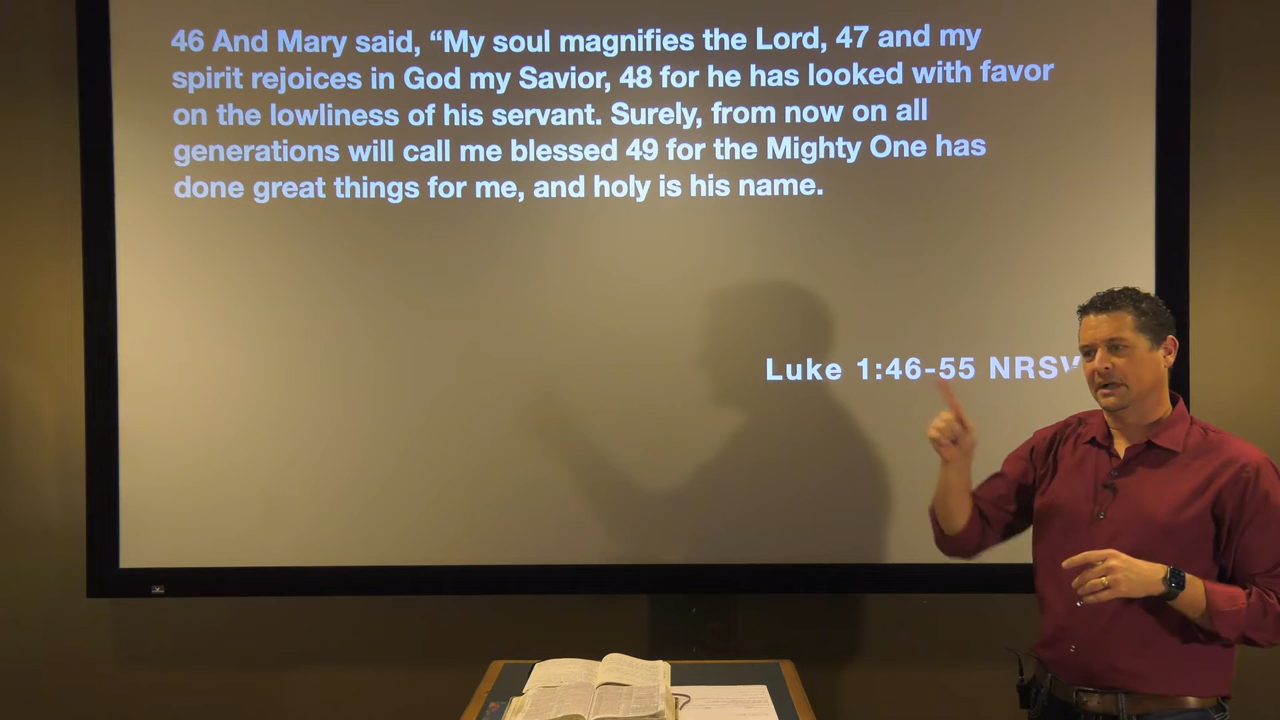 46 And Mary said, “My soul magnifies the Lord, 47 and my
spirit rejoices in God my Savior, 48 for he has looked with favor
on the lowliness of his servant. Surely, from now on all
generations will call me blessed 49 for the Mighty One has
done great things for me, and holy is his name.
Luke 1:46-55 NRSV